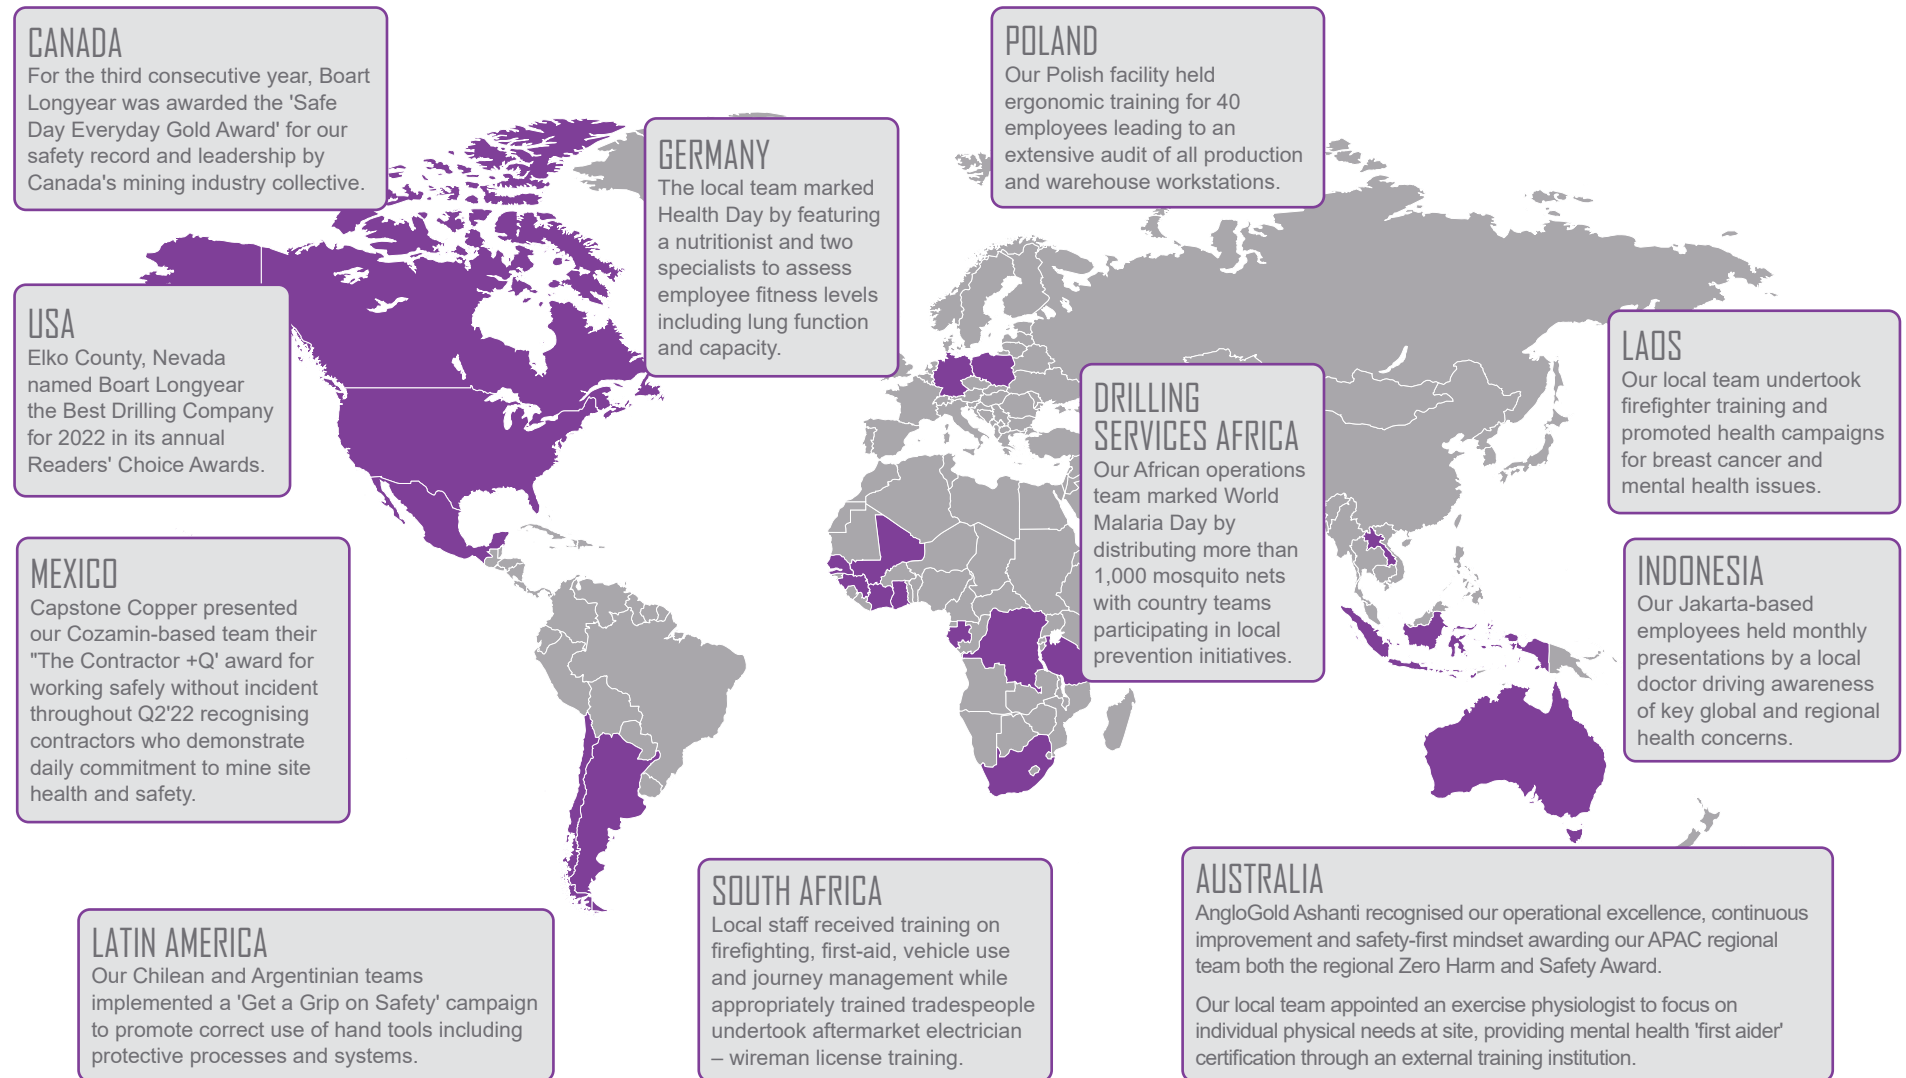 CANADA
For the third consecutive year, Boart
Longyear was awarded the 'Safe
Day Everyday Gold Award' for our
safety record and leadership by
Canada's mining industry collective.
USA
Elko County, Nevada
named Boart Longyear
the Best Drilling Company
for 2022 in its annual
Readers' Choice Awards.
MEXICO
Capstone Copper presented
our Cozamin-based team their
"The Contractor +Q' award for
working safely without incident
throughout Q2'22 recognising
contractors who demonstrate
daily commitment to mine site
health and safety.
LATIN AMERICA
Our Chilean and Argentinian teams
implemented a 'Get a Grip on Safety' campaign
to promote correct use of hand tools including
protective processes and systems.
GERMANY
The local team marked
Health Day by featuring
a nutritionist and two
specialists to assess
employee fitness levels
including lung function
and capacity.
POLAND
Our Polish facility held
ergonomic training for 40
employees leading to an
extensive audit of all production
and warehouse workstations.
DRILLING
SERVICES AFRICA
Our African operations
team marked World
Malaria Day by
distributing more than
1,000 mosquito nets
with country teams
participating in local
prevention initiatives.
SOUTH AFRICA
Local staff received training on
firefighting, first-aid, vehicle use
and journey management while
appropriately trained tradespeople
undertook aftermarket electrician
– wireman license training.
LAOS
Our local team undertook
firefighter training and
promoted health campaigns
for breast cancer and
mental health issues.
INDONESIA
Our Jakarta-based
employees held monthly
presentations by a local
doctor driving awareness
of key global and regional
health concerns.
AUSTRALIA
AngloGold Ashanti recognised our operational excellence, continuous
improvement and safety-first mindset awarding our APAC regional
team both the regional Zero Harm and Safety Award.
Our local team appointed an exercise physiologist to focus on
individual physical needs at site, providing mental health 'first aider'
certification through an external training institution.